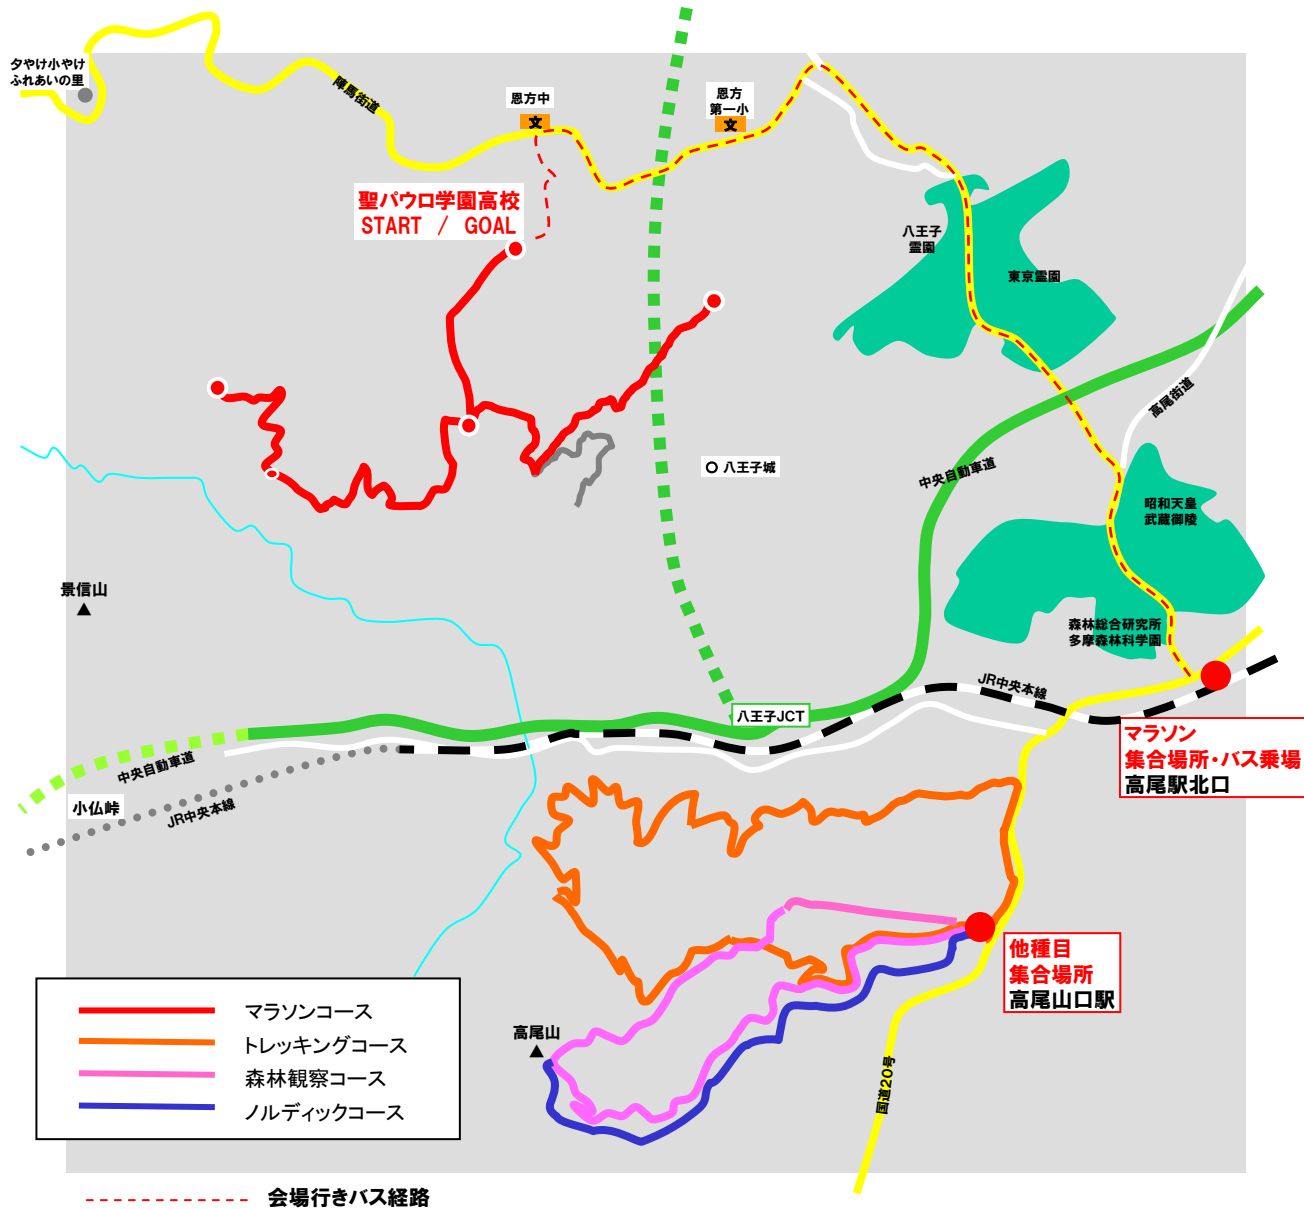 夕やけ小やけ
ふれあいの里
陣馬街道
恩方中
文
恩方
第一小
文
聖パウロ学園高校
START / GOAL
八王子
霊園
東京霊園
高尾街道
中央自動車道
八王子城
昭和天皇
武蔵御陵
景信山
森林総合研究所
多摩森林科学園
JR中央本線
八王子JCT
マラソン
集合場所・バス乗場
高尾駅北口
中央自動車道
小仏峠
JR中央本線
他種目
集合場所
高尾山口駅
高尾山
国道20号
マラソンコース
トレッキングコース
森林観察コース
ノルディックコース
会場行きバス経路